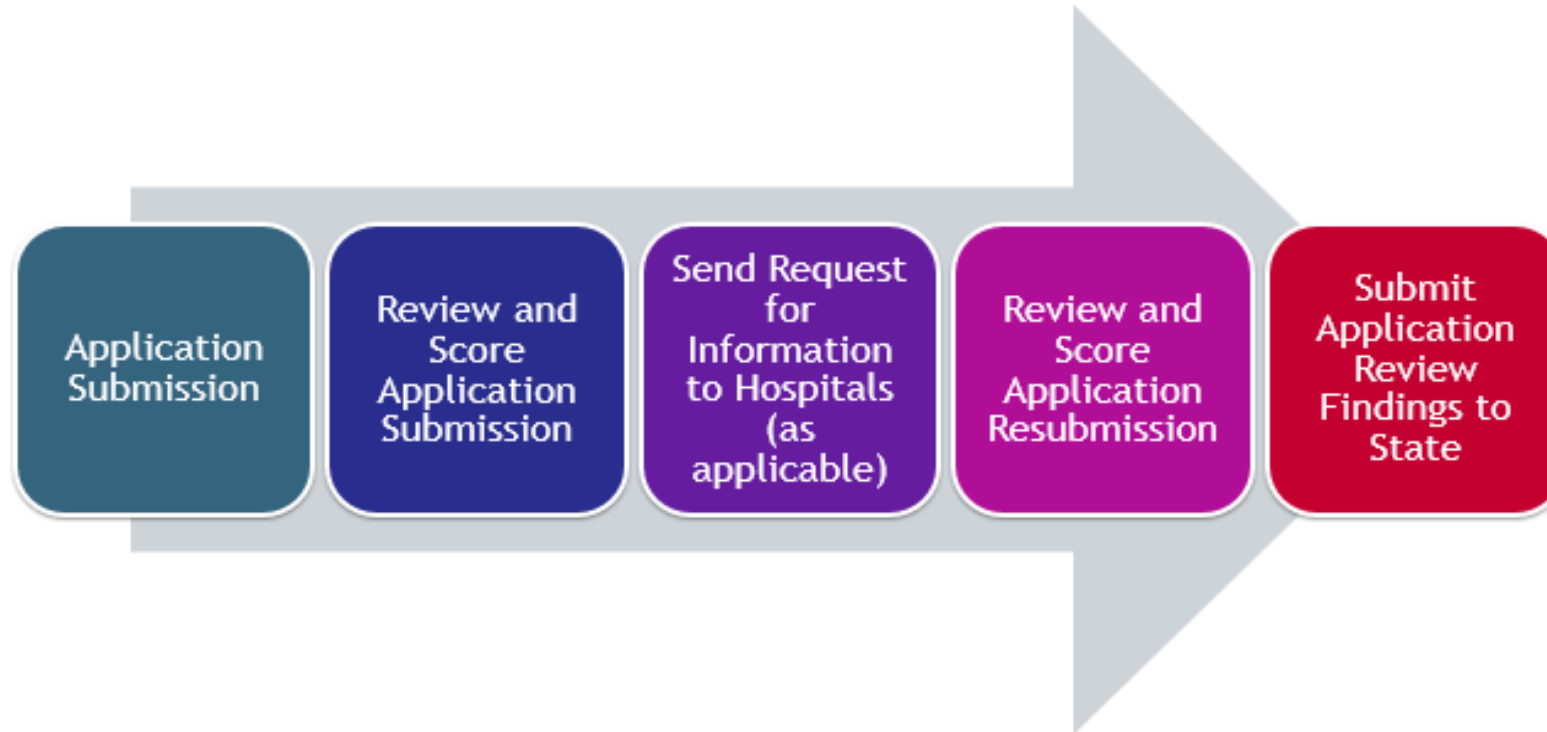 Application
Submission
Review and
Score
Application
Submission
Send Request
for
Information
to Hospitals
(as
applicable)
Review and
Score
Application
Resubmission
Submit
Application
Review
Findings to
State